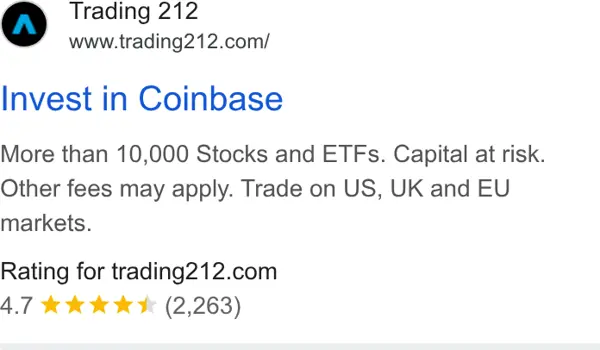 Trading 212
www.trading212.com/
Invest in Coinbase
More than 10,000 Stocks and ETFs. Capital at risk.
Other fees may apply. Trade on US, UK and EU
markets.
Rating for trading212.com
4.7 ★★★★★ (2,263)